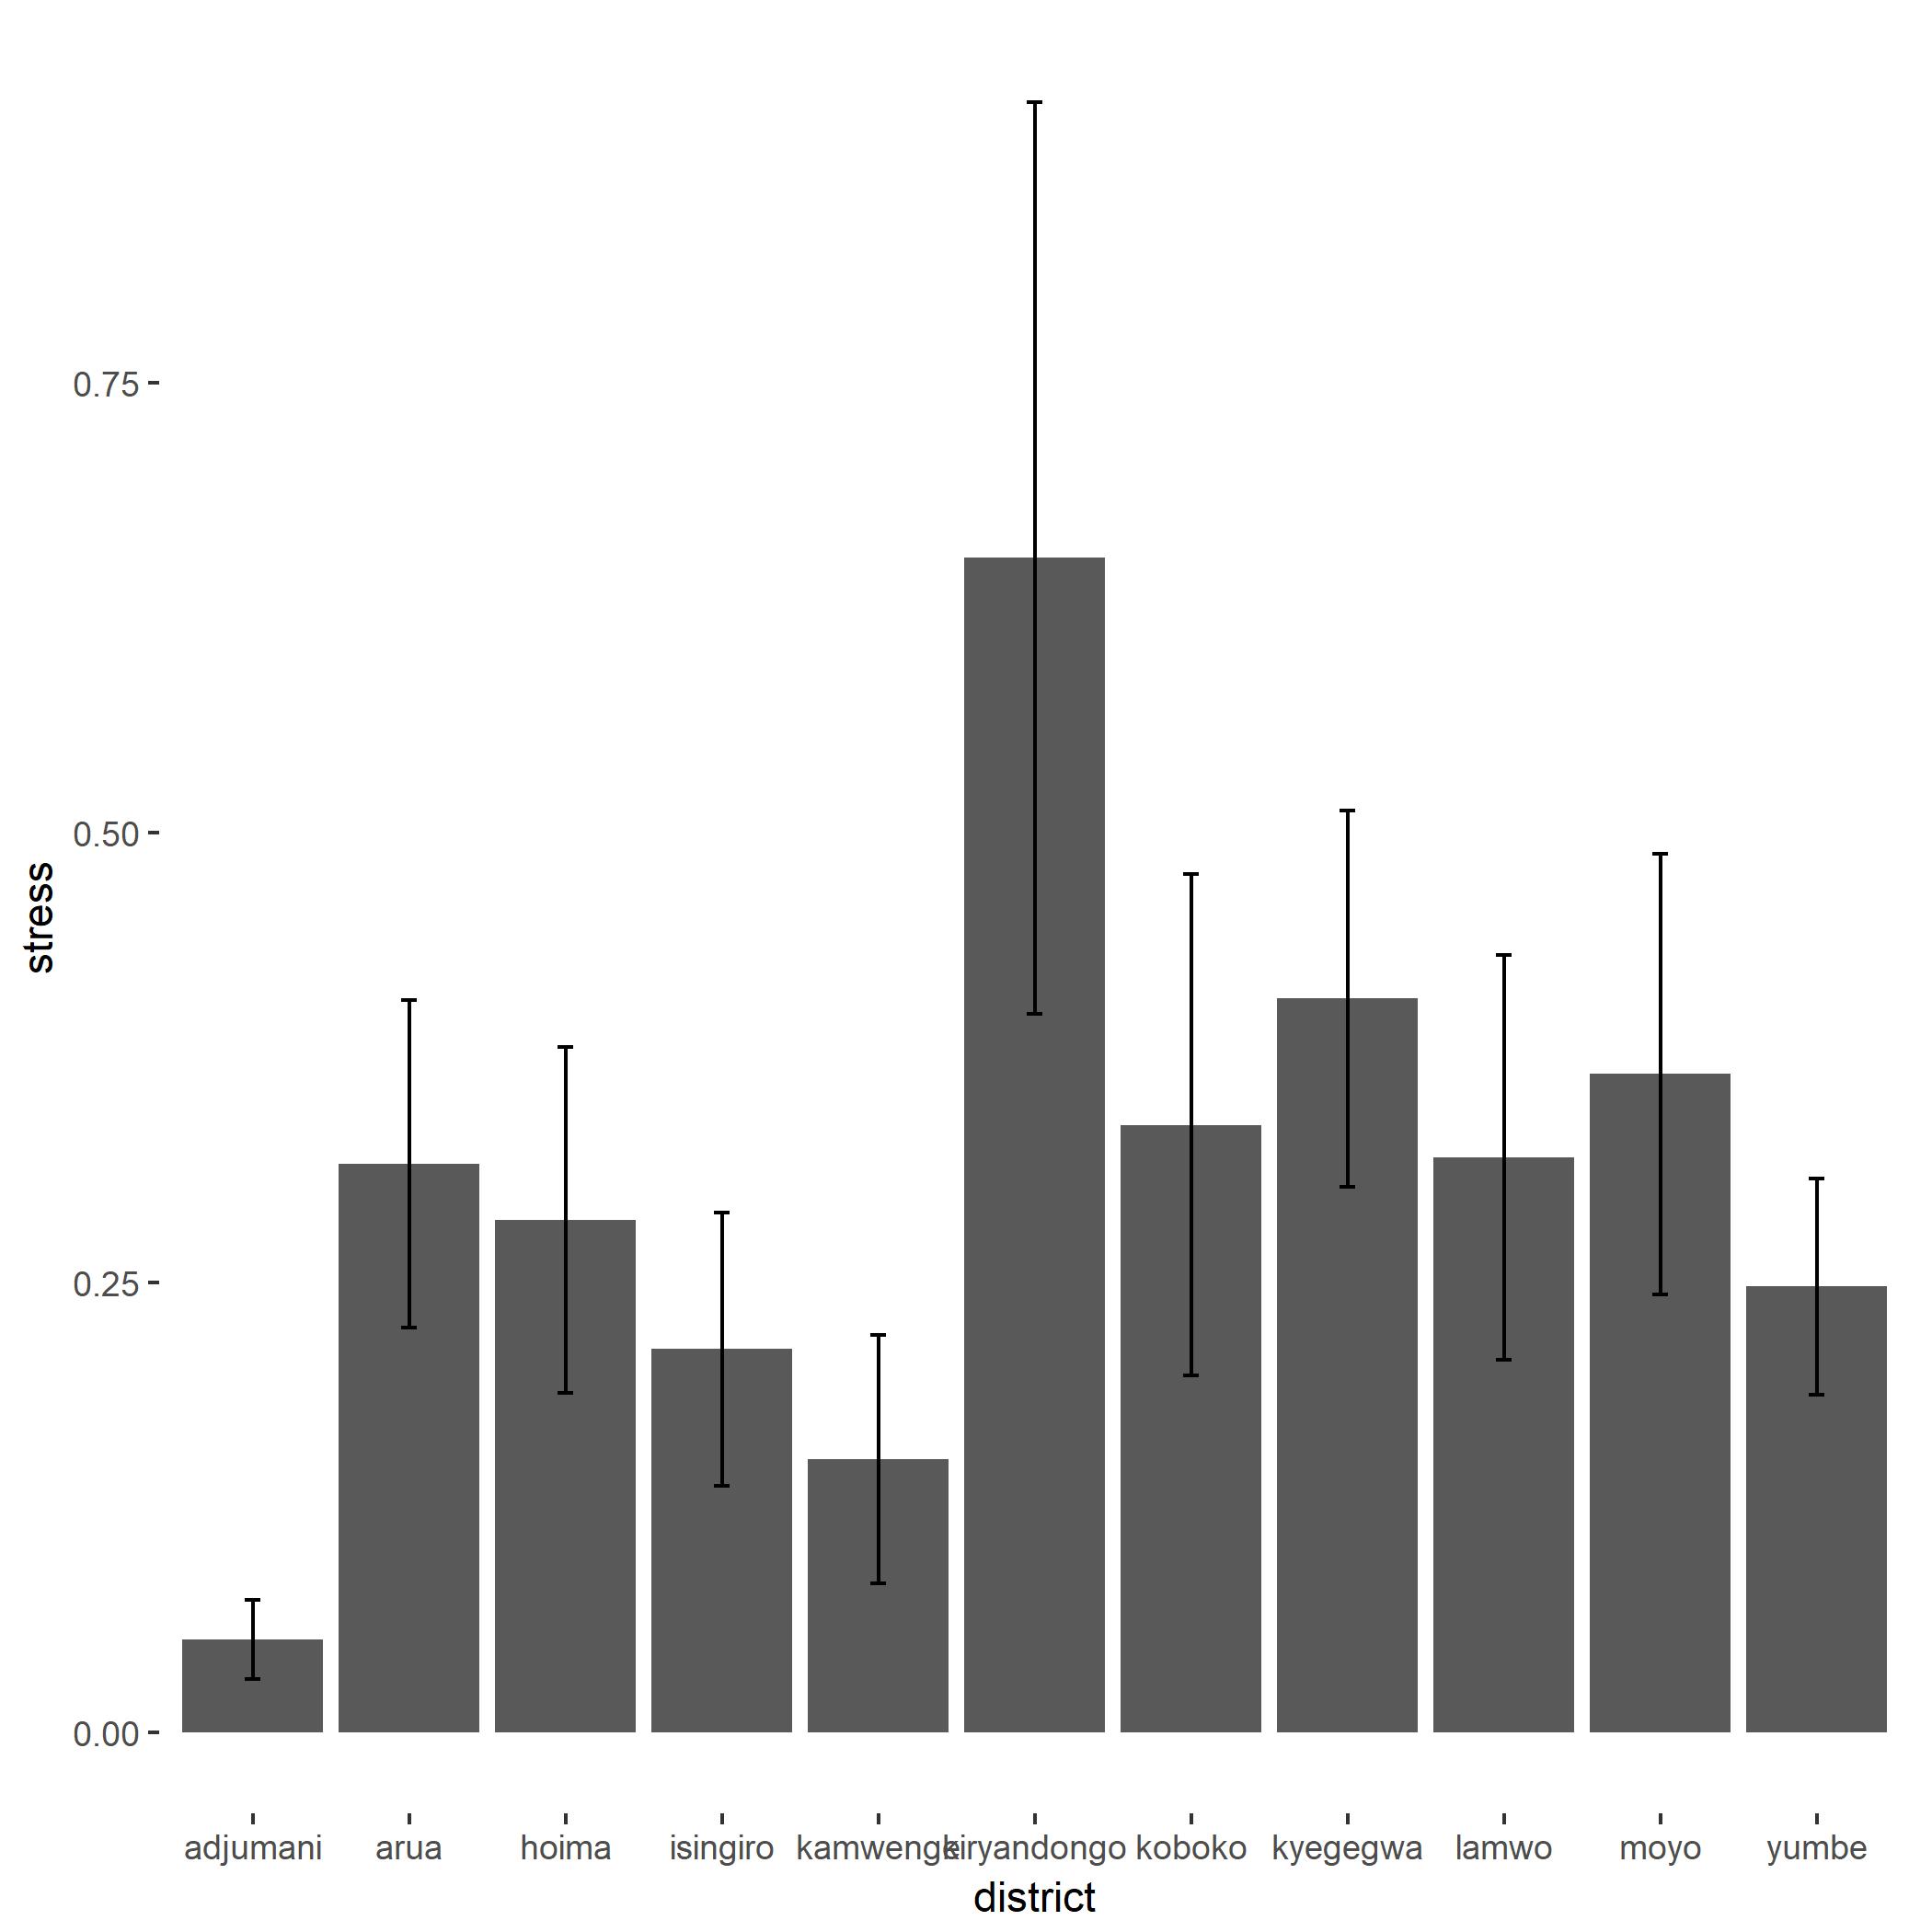 stress
0.75
0.50
0.25
0.00
adjumani arua hoima isingiro kamwenge kiryandongo koboko kyegegwa lamwo moyo yumbe
district